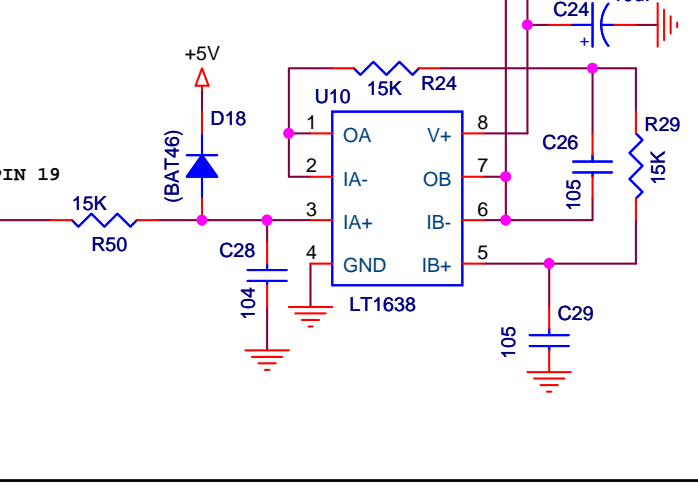 C24
+
+5V
15K
R24
U10
D18
(BAT46)
1
OA
V+
8
R29
15K
C26
105
PIN 19
2
IA-
OB
7
15K
R50
3
IA+
IB-
6
C28
104
4
GND
IB+
5
LT1638
C29
105